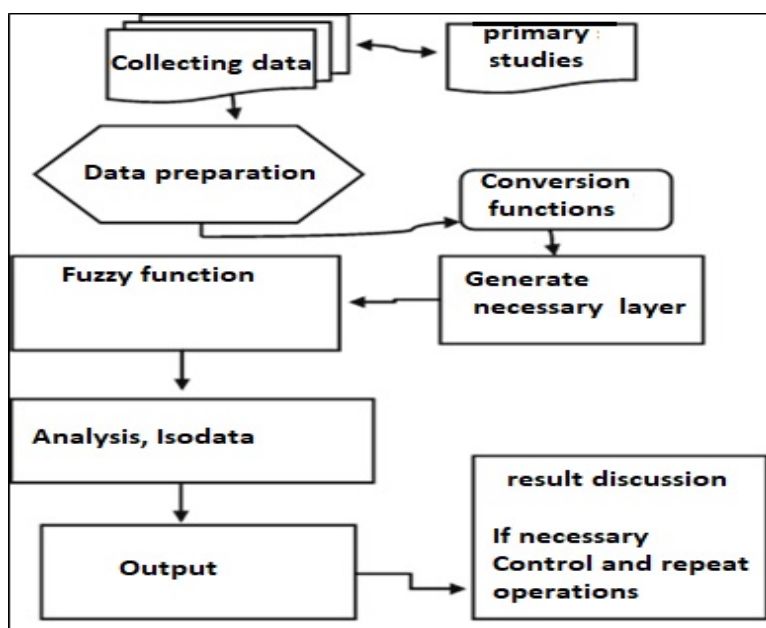 Collecting data
primary
studies
Data preparation
Conversion
functions
Fuzzy function
Generate
necessary layer
Analysis, Isodata
result discussion
If necessary
Control and repeat
operations
Output